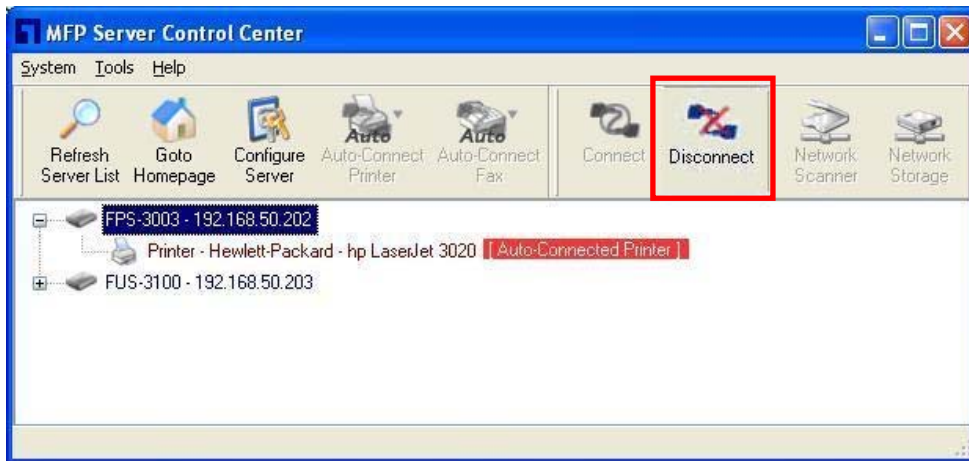 MFP Server Control Center
System Tools Help
Refresh Server List
Goto Homepage
Configure Server
Auto
Auto-Connect Printer
Auto
Auto-Connect Fax
Connect
Disconnect
Network Scanner
Network Storage
FPS-3003 - 192.168.50.202
Printer - Hewlett-Packard - hp LaserJet 3020 [ Auto-Connected Printer ]
FUS-3100 - 192.168.50.203